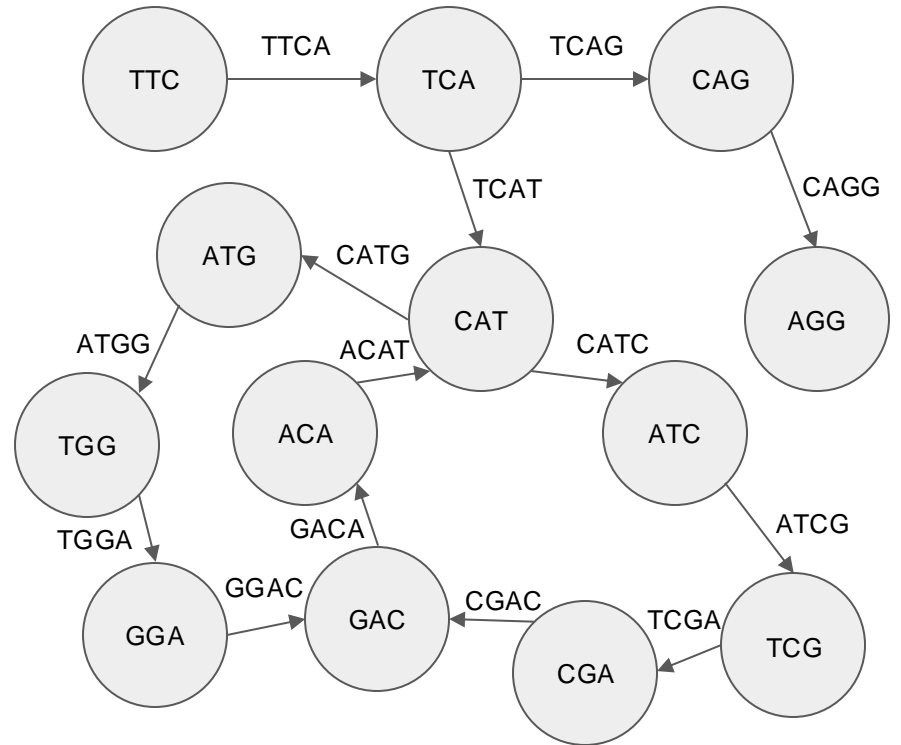 TTCA
TCAG
TTC
TCA
CAG
TCAT
CAGG
ATG
CATG
CAT
AGG
ATGG
ACAT
CATC
TGG
ACA
ATC
TGGA
GACA
ATCG
GGAC
CGAC
TCGA
GGA
GAC
CGA
TCG